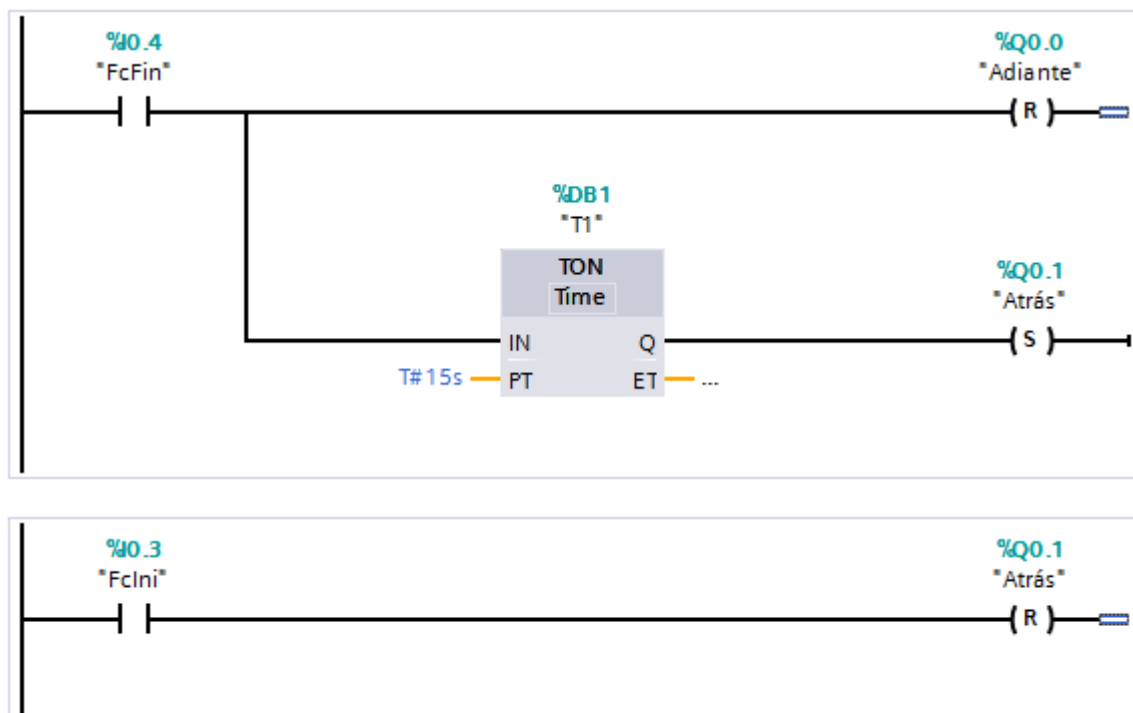 %I0.4
"FcFin"
%Q0.0
"Adiante"
( R )
%DB1
"T1"
TON
Time
%Q0.1
"Atrás"
IN
Q
( S )
T#15s
PT
ET
...
%I0.3
"FcIni"
%Q0.1
"Atrás"
( R )